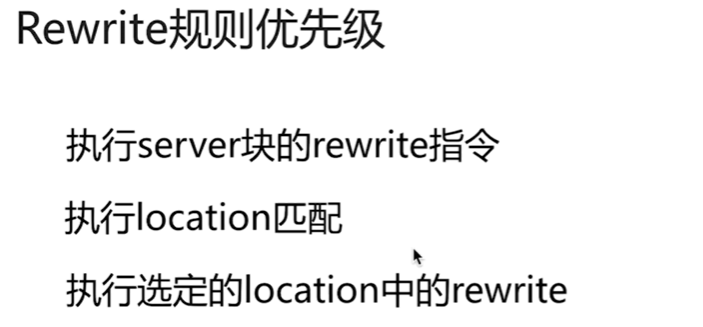 Rewrite规则优先级
执行server块的rewrite指令
执行location匹配
执行选定的location中的rewrite